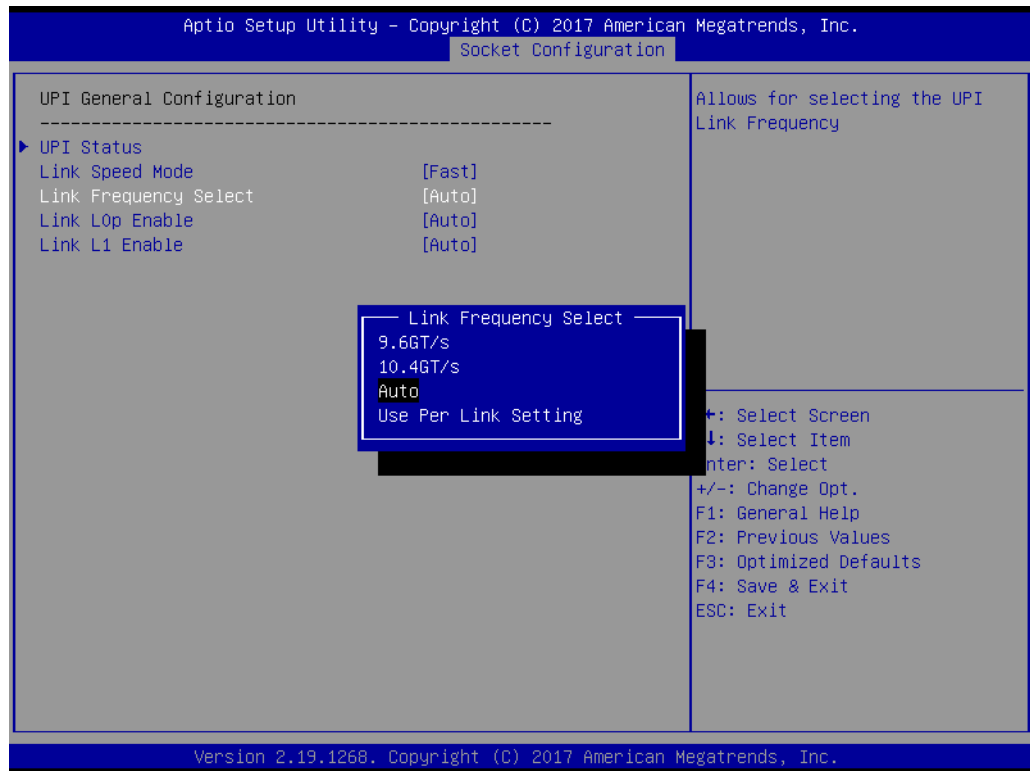 Aptio Setup Utility – Copyright (C) 2017 American Megatrends, Inc.
Socket Configuration
UPI General Configuration
--------------------------------------------------
UPI Status
Link Speed Mode [Fast]
Link Frequency Select [Auto]
Link L0p Enable [Auto]
Link L1 Enable [Auto]
Allows for selecting the UPI
Link Frequency
Link Frequency Select
9.6GT/s
10.4GT/s
Auto
Use Per Link Setting
: Select Screen
: Select Item
nter: Select
+/-: Change Opt.
F1: General Help
F2: Previous Values
F3: Optimized Defaults
F4: Save & Exit
ESC: Exit
Version 2.19.1268. Copyright (C) 2017 American Megatrends, Inc.